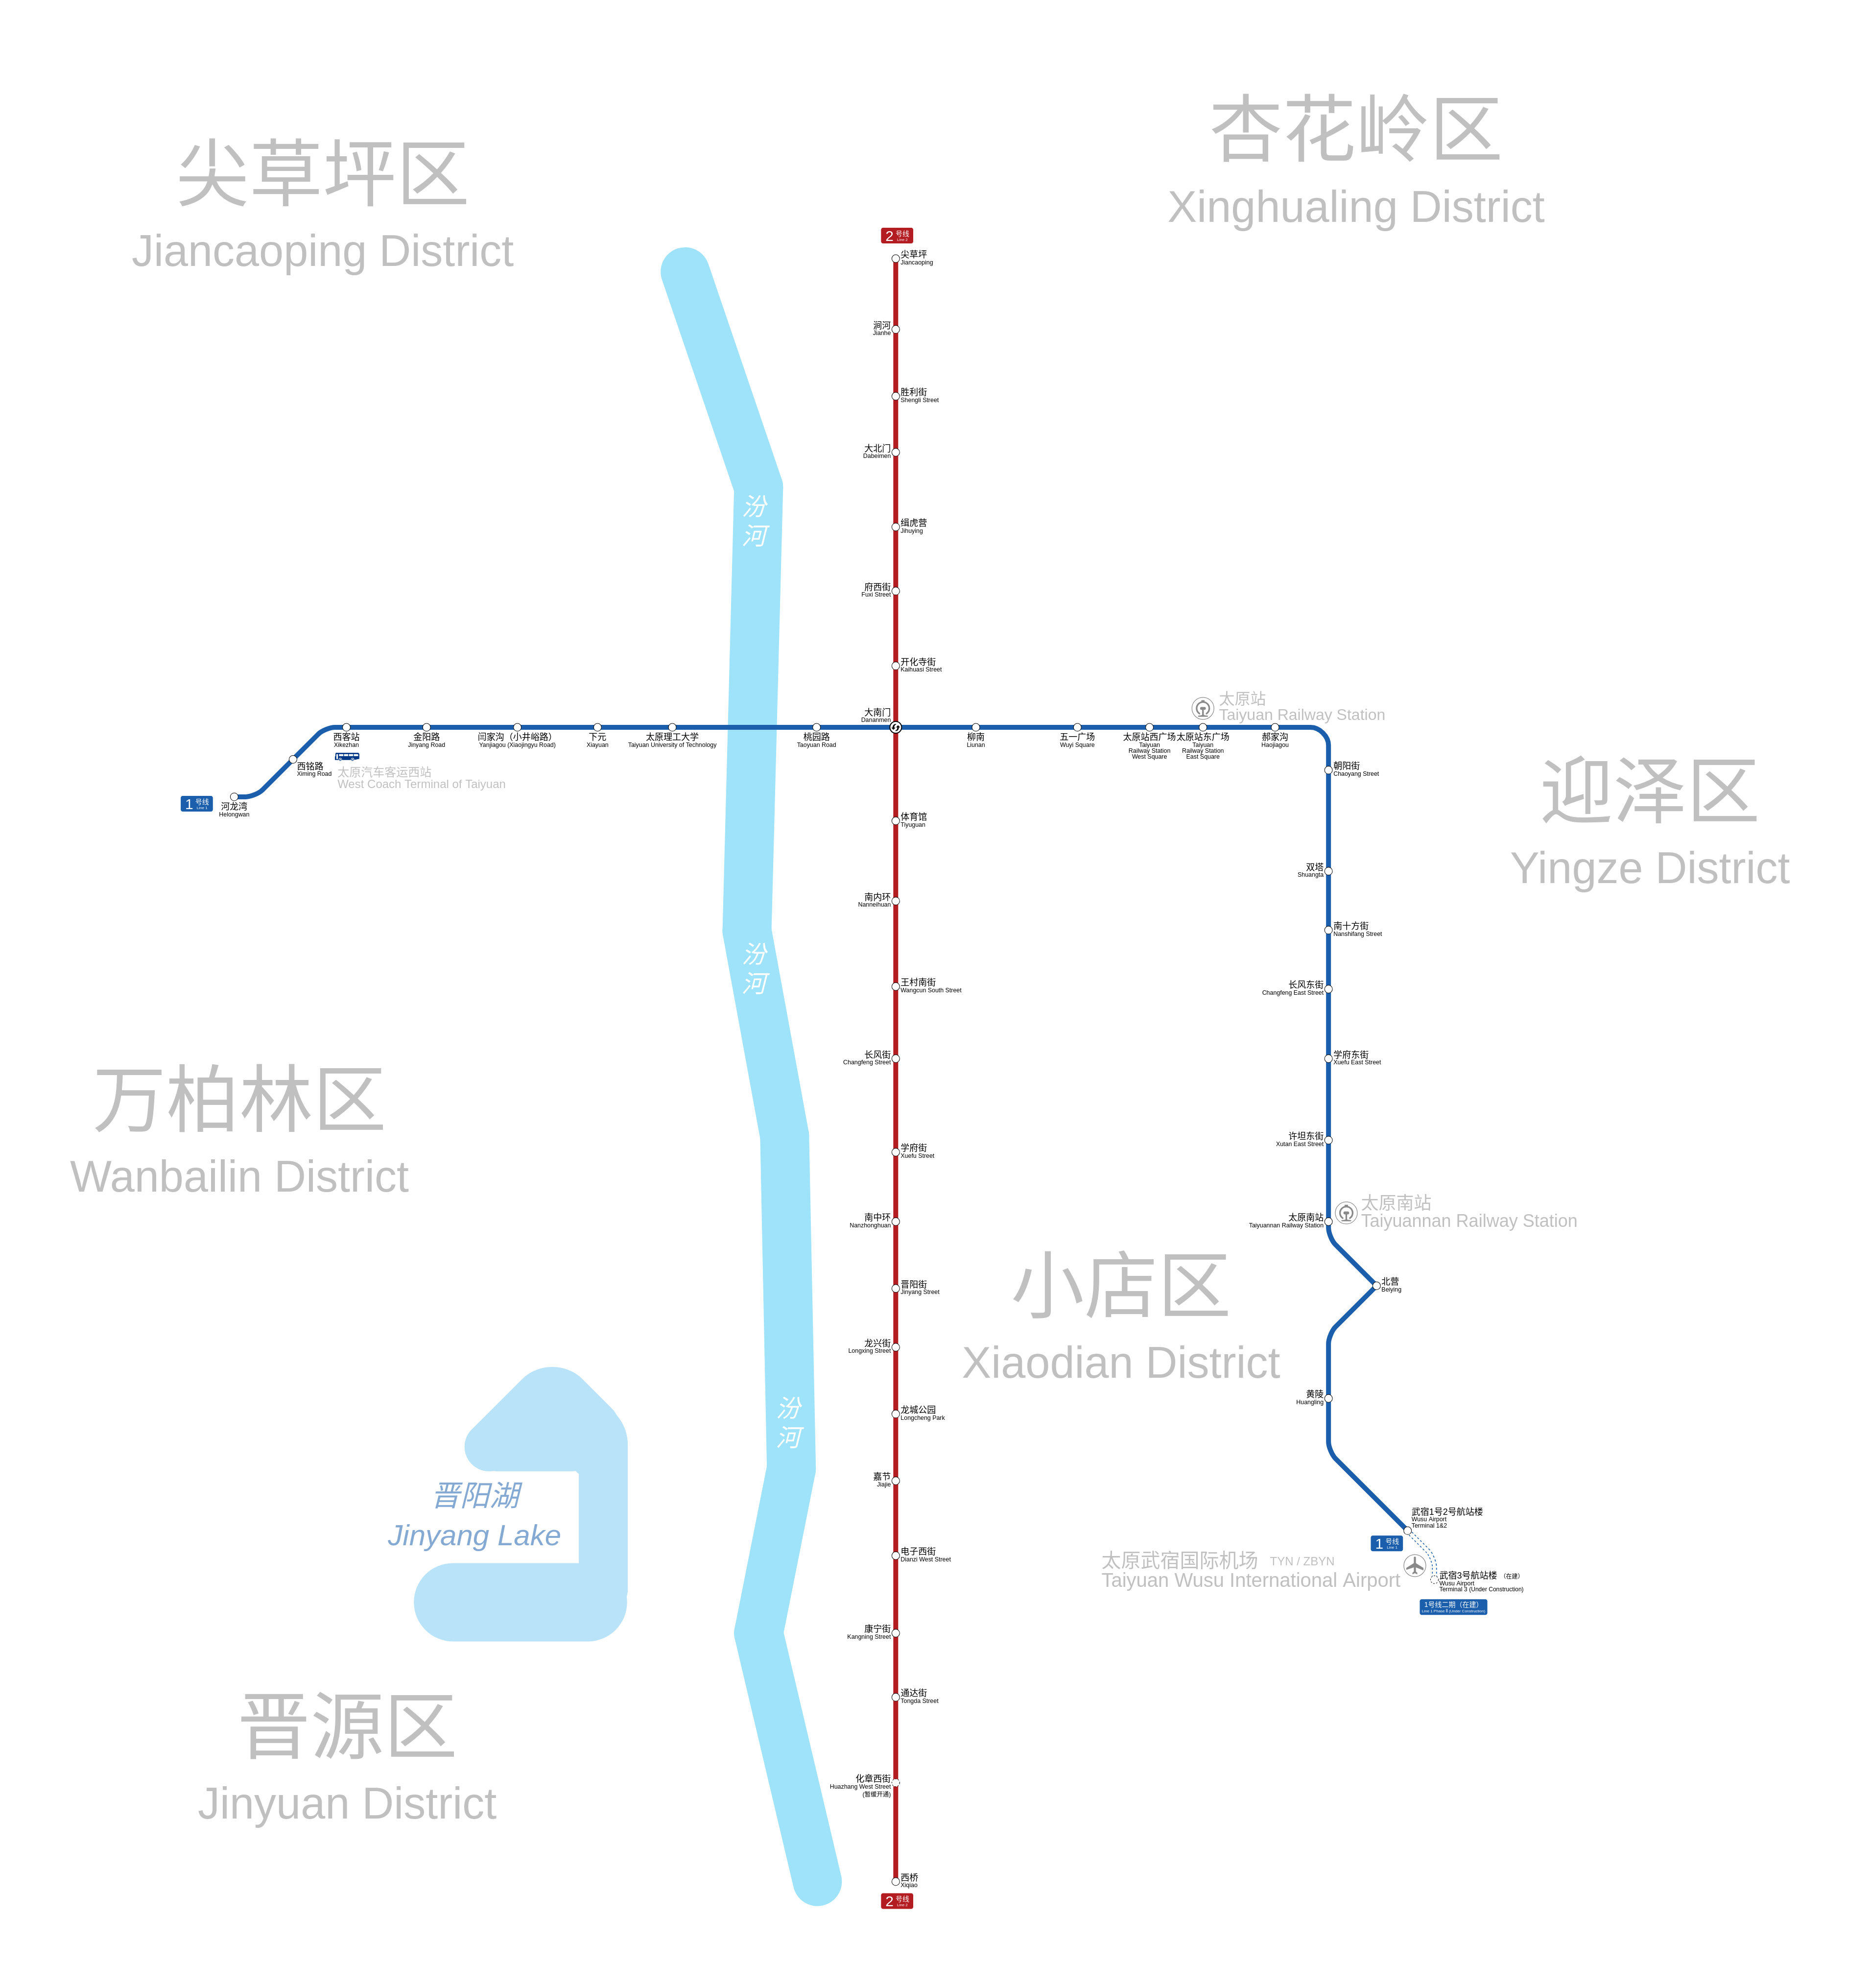 杏花岭区
Xinghualing District
尖草坪区
Jiancaoping District
2 号线
Line 2
尖草坪
Jiancaoping
涧河
Jianhe
胜利街
Shengli Street
大北门
Dabeimen
汾
河
缉虎营
Jihuying
府西街
Fuxi Street
开化寺街
Kaihuasi Street
大南门
Dananmen
太原站
Taiyuan Railway Station
西客站
Xikezhan
金阳路
Jinyang Road
闫家沟（小井峪路）
Yanjiagou (Xiaojingyu Road)
下元
Xiayuan
太原理工大学
Taiyuan University of Technology
桃园路
Taoyuan Road
柳南
Liunan
五一广场
Wuyi Square
太原站西广场
Taiyuan
Railway Station
West Square
太原站东广场
Taiyuan
Railway Station
East Square
郝家沟
Haojiagou
西铭路
Ximing Road
太原汽车客运西站
West Coach Terminal of Taiyuan
1 号线
Line 1
河龙湾
Helongwan
朝阳街
Chaoyang Street
迎泽区
Yingze District
体育馆
Tiyuguan
双塔
Shuangta
南内环
Nanneihuan
南十方街
Nanshifang Street
汾
河
王村南街
Wangcun South Street
长风东街
Changfeng East Street
长风街
Changfeng Street
学府东街
Xuefu East Street
万柏林区
Wanbailin District
学府街
Xuefu Street
许坦东街
Xutan East Street
南中环
Nanzhonghuan
太原南站
Taiyuannan Railway Station
太原南站
Taiyuannan Railway Station
晋阳街
Jinyang Street
北营
Beiying
小店区
Xiaodian District
龙兴街
Longxing Street
黄陵
Huangling
汾
河
龙城公园
Longcheng Park
嘉节
Jiajie
晋阳湖
Jinyang Lake
武宿1号2号航站楼
Wusu Airport
Terminal 1&2
1 号线
Line 1
电子西街
Dianzi West Street
太原武宿国际机场 TYN / ZBYN
Taiyuan Wusu International Airport
武宿3号航站楼 （在建）
Wusu Airport
Terminal 3 (Under Construction)
1号线二期（在建）
Line 1 Phase Ⅱ (Under Construction)
康宁街
Kangning Street
通达街
Tongda Street
晋源区
Jinyuan District
化章西街
Huazhang West Street
(暂缓开通)
西桥
Xiqiao
2 号线
Line 2